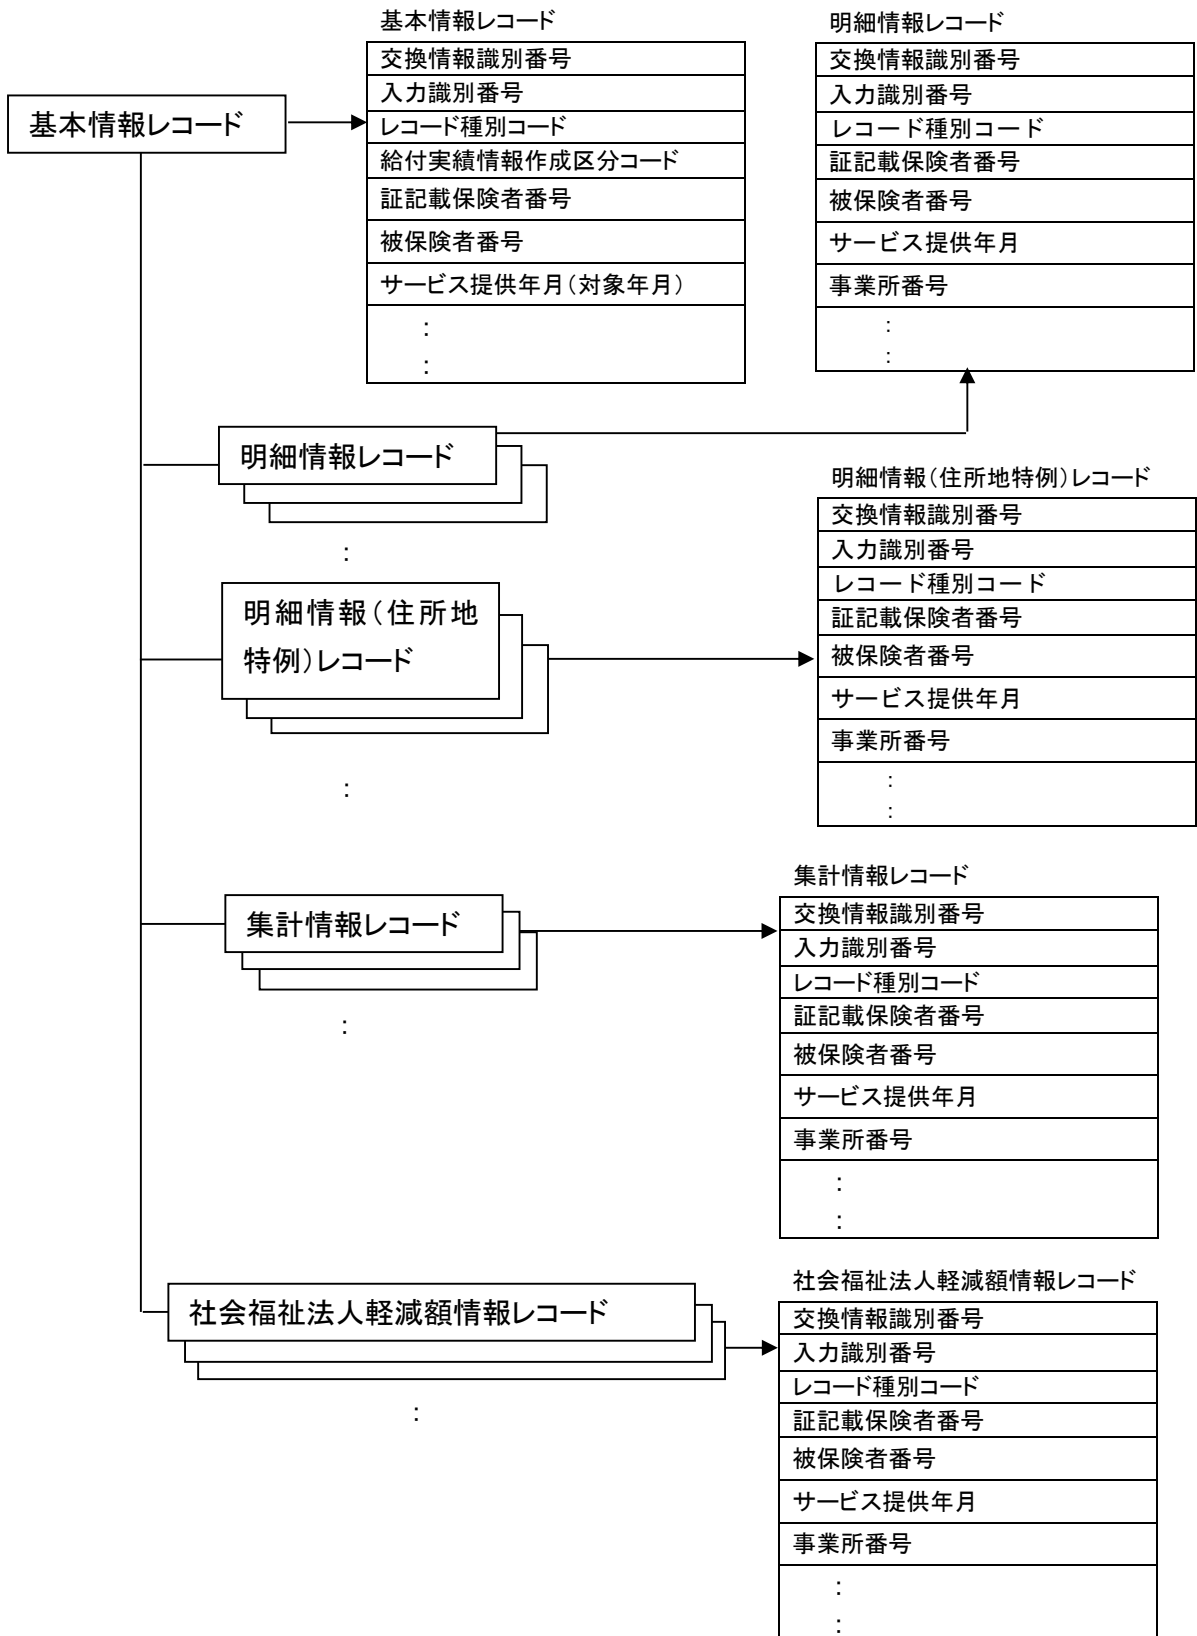 基本情報レコード
基本情報レコード
交換情報識別番号
入力識別番号
レコード種別コード
給付実績情報作成区分コード
証記載保険者番号
被保険者番号
サービス提供年月(対象年月)
:
:
明細情報レコード
交換情報識別番号
入力識別番号
レコード種別コード
証記載保険者番号
被保険者番号
サービス提供年月
事業所番号
:
:
明細情報レコード
:
明細情報(住所地
特例)レコード
:
明細情報(住所地特例)レコード
交換情報識別番号
入力識別番号
レコード種別コード
証記載保険者番号
被保険者番号
サービス提供年月
事業所番号
:
:
集計情報レコード
:
集計情報レコード
交換情報識別番号
入力識別番号
レコード種別コード
証記載保険者番号
被保険者番号
サービス提供年月
事業所番号
:
:
社会福祉法人軽減額情報レコード
:
社会福祉法人軽減額情報レコード
交換情報識別番号
入力識別番号
レコード種別コード
証記載保険者番号
被保険者番号
サービス提供年月
事業所番号
:
: